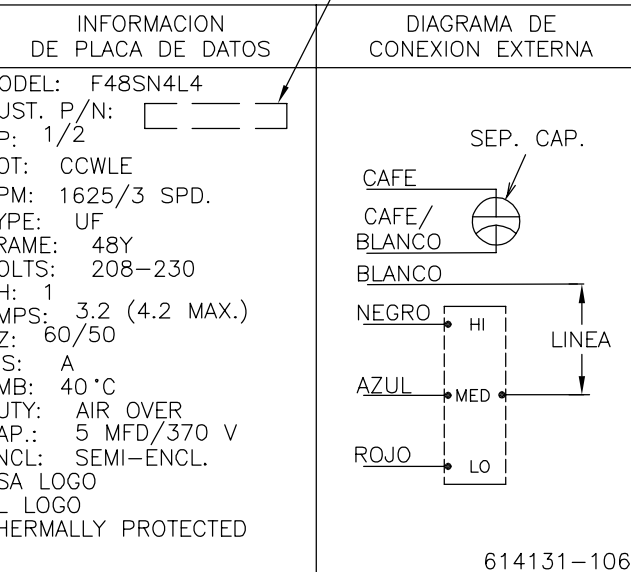 INFORMACION
DE PLACA DE DATOS
ODEL: F48SN4L4
UST. P/N:
P: 1/2
OT: CCWLE
PM: 1625/3 SPD.
YPE: UF
RAME: 48Y
OLTS: 208-230
H: 1
MPS: 3.2 (4.2 MAX.)
Z: 60/50
S: A
MB: 40°C
UTY: AIR OVER
AP.: 5 MFD/370 V
NCL: SEMI-ENCL.
SA LOGO
L LOGO
HERMALLY PROTECTED
DIAGRAMA DE
CONEXION EXTERNA
SEP. CAP.
CAFE
CAFE/
BLANCO
BLANCO
NEGRO HI
LINEA
AZUL MED
ROJO LO
614131-106